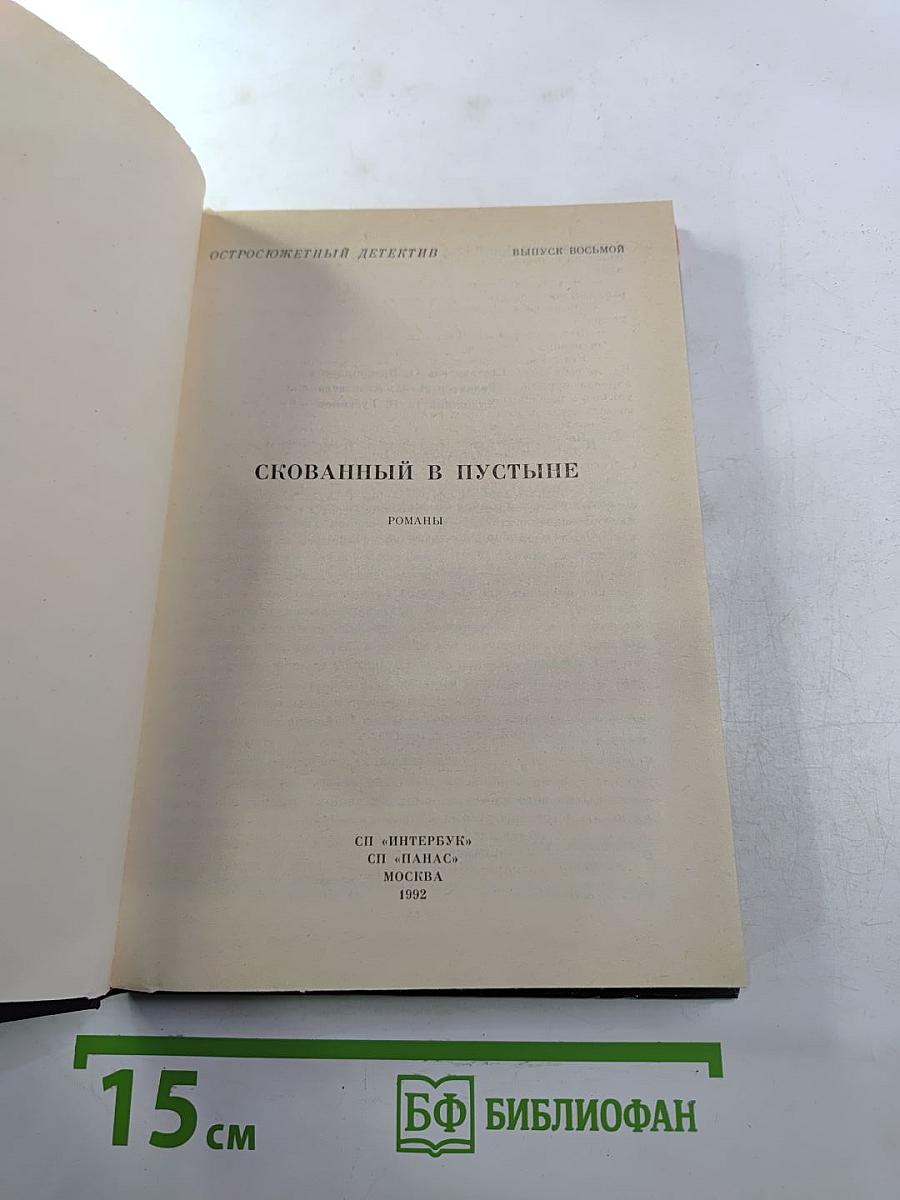 ОСТРОСЮЖЕТНЫЙ ДЕТЕКТИВ ВЫПУСК ВОСЬМОЙ
СКОВАННЫЙ В ПУСТЫНЕ
РОМАНЫ
СП «ИНТЕРБУК»
СП «ПАНАС»
МОСКВА
1992
15 СМ
БФ БИБЛИОФАН